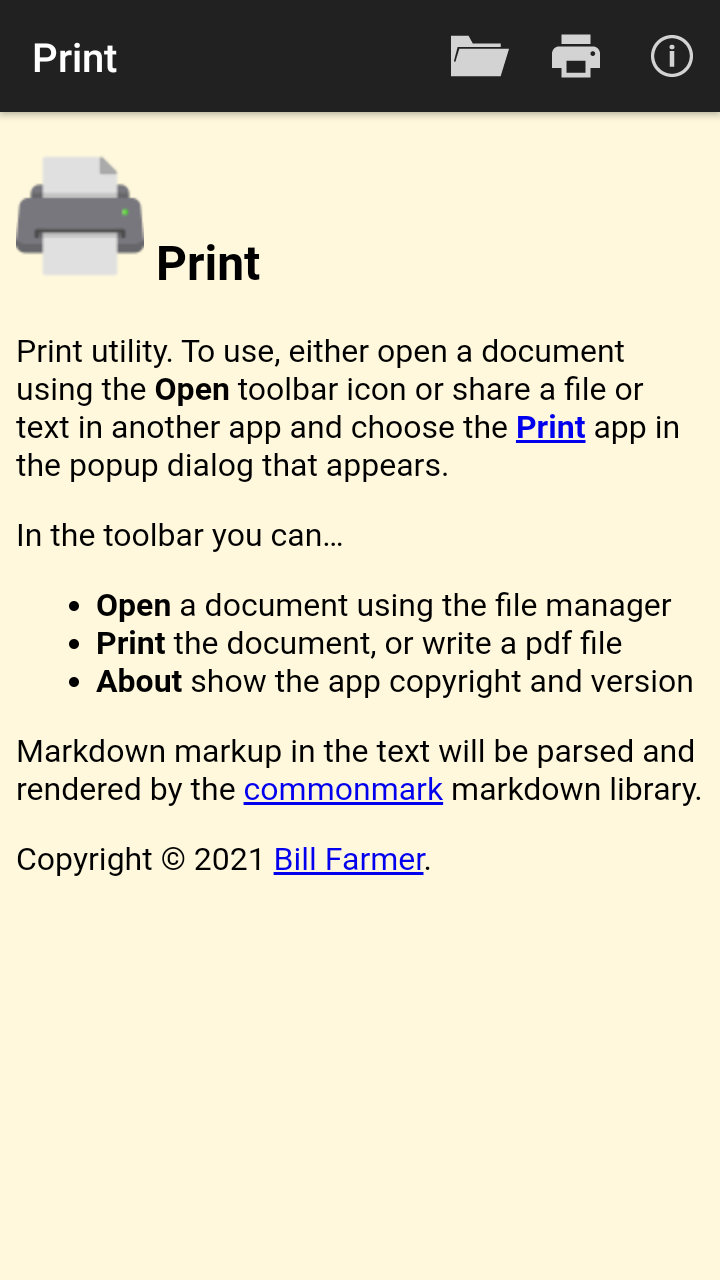 Print
Print
Print utility. To use, either open a document
using the Open toolbar icon or share a file or
text in another app and choose the Print app in
the popup dialog that appears.
In the toolbar you can…
• Open a document using the file manager
• Print the document, or write a pdf file
• About show the app copyright and version
Markdown markup in the text will be parsed and
rendered by the commonmark markdown library.
Copyright © 2021 Bill Farmer.